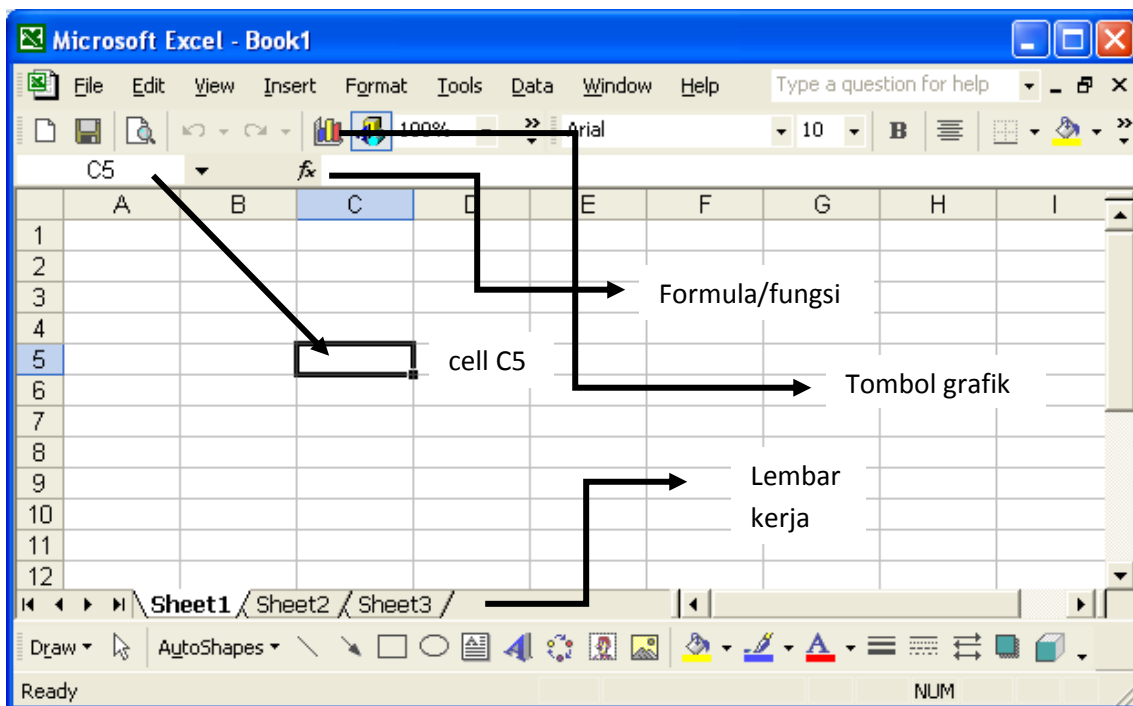 Microsoft Excel - Book1
File Edit View Insert Format Tools Data Window Help Type a question for help
100% Arial 10 B
C5 fx
A B C D E F G H I
1
2
3 Formula/fungsi
4
5 cell C5
6 Tombol grafik
7
8
9 Lembar
10 kerja
11
12
Sheet1 Sheet2 Sheet3
Draw AutoShapes A A
Ready NUM